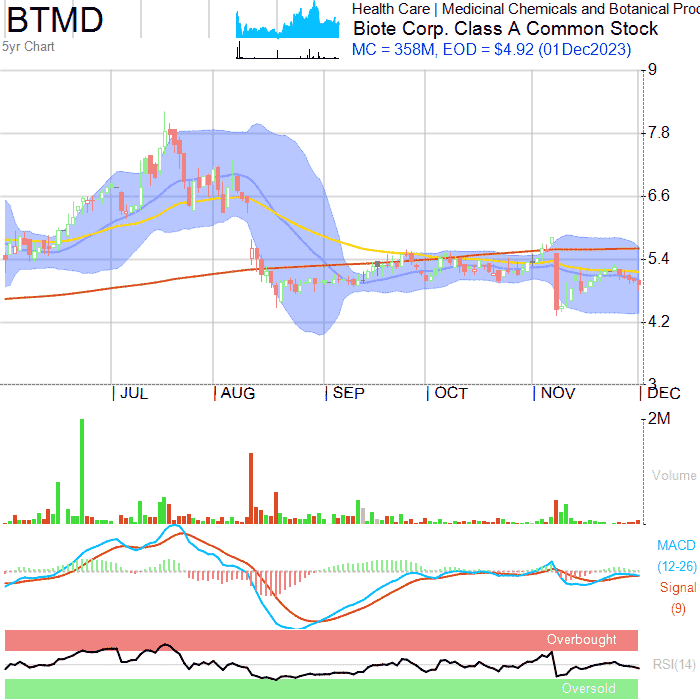 BTMD
5yr Chart
Health Care | Medicinal Chemicals and Botanical Proc
Biote Corp. Class A Common Stock
MC = 358M, EOD = $4.92 (01Dec2023)
9
7.8
6.6
5.4
4.2
3
JUL AUG SEP OCT NOV DEC
2M
Volume
MACD
(12-26)
Signal
(9)
Overbought
RSI(14)
Oversold